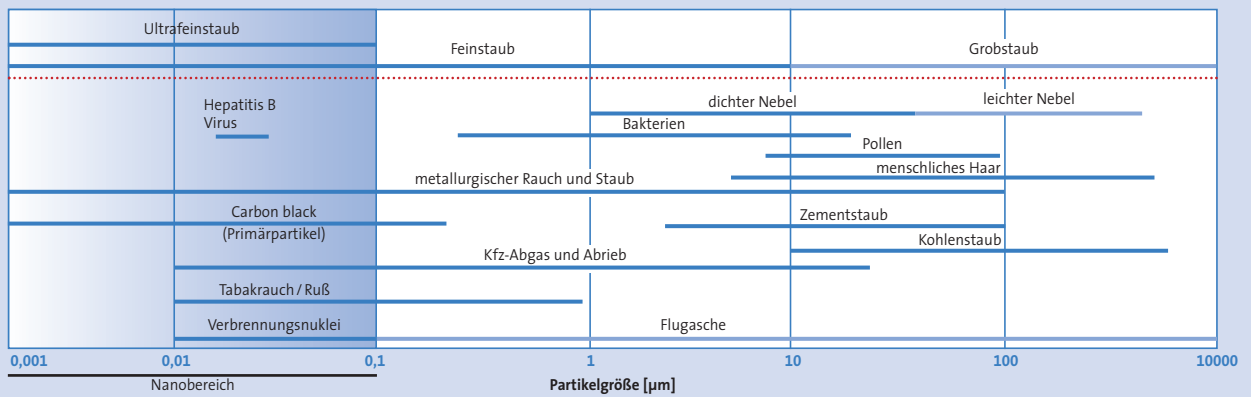 Ultrafeinstaub
Feinstaub
Grobstaub
Hepatitis B
Virus
dichter Nebel
leichter Nebel
Bakterien
Pollen
menschliches Haar
metallurgischer Rauch und Staub
Carbon black
(Primärpartikel)
Zementstaub
Kohlenstaub
Kfz-Abgas und Abrieb
Tabakrauch / Ruß
Verbrennungsnuklei
Flugasche
0,001 0,01 0,1 1 10 100 10000
Nanobereich
Partikelgröße [µm]